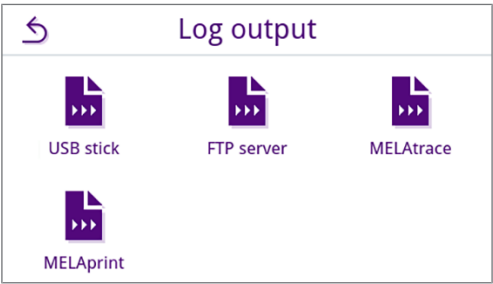 Log output
USB stick
FTP server
MELAtrace
MELAprint